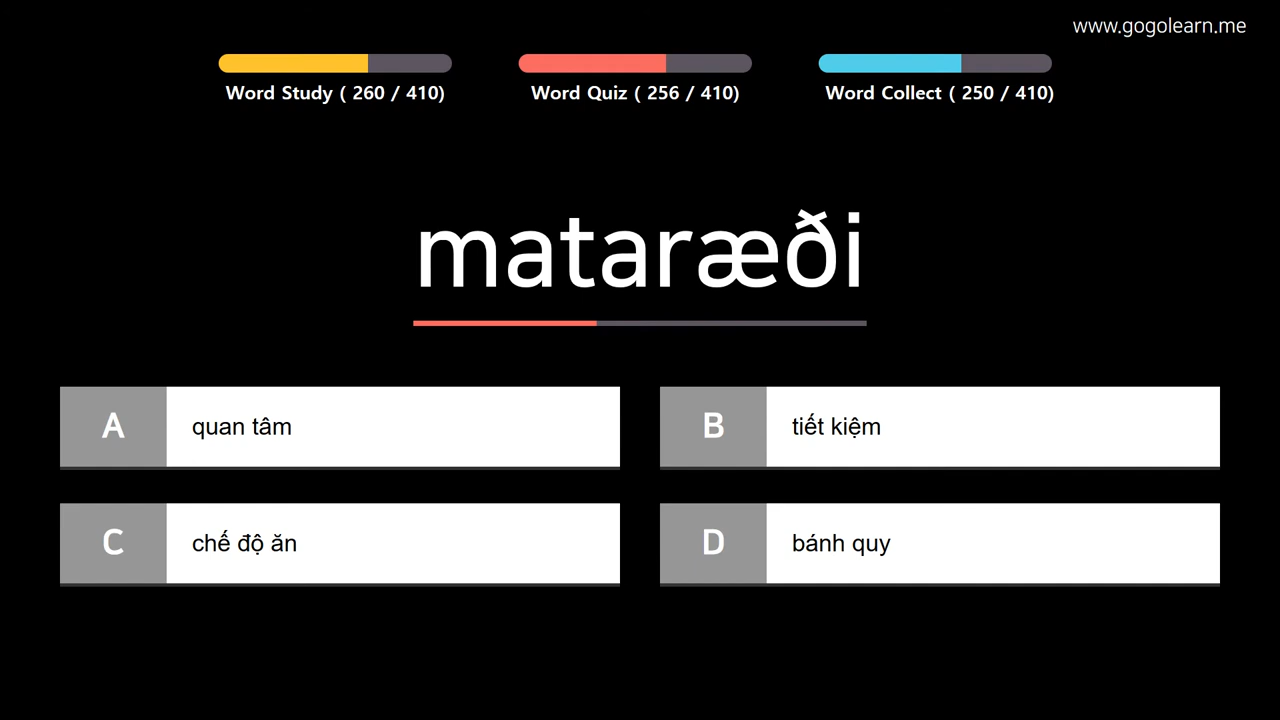 www.gogolearn.me
Word Study ( 260 / 410)
Word Quiz ( 256 / 410)
Word Collect ( 250 / 410)
mataræði
A quan tâm
B tiết kiệm
C chế độ ăn
D bánh quy